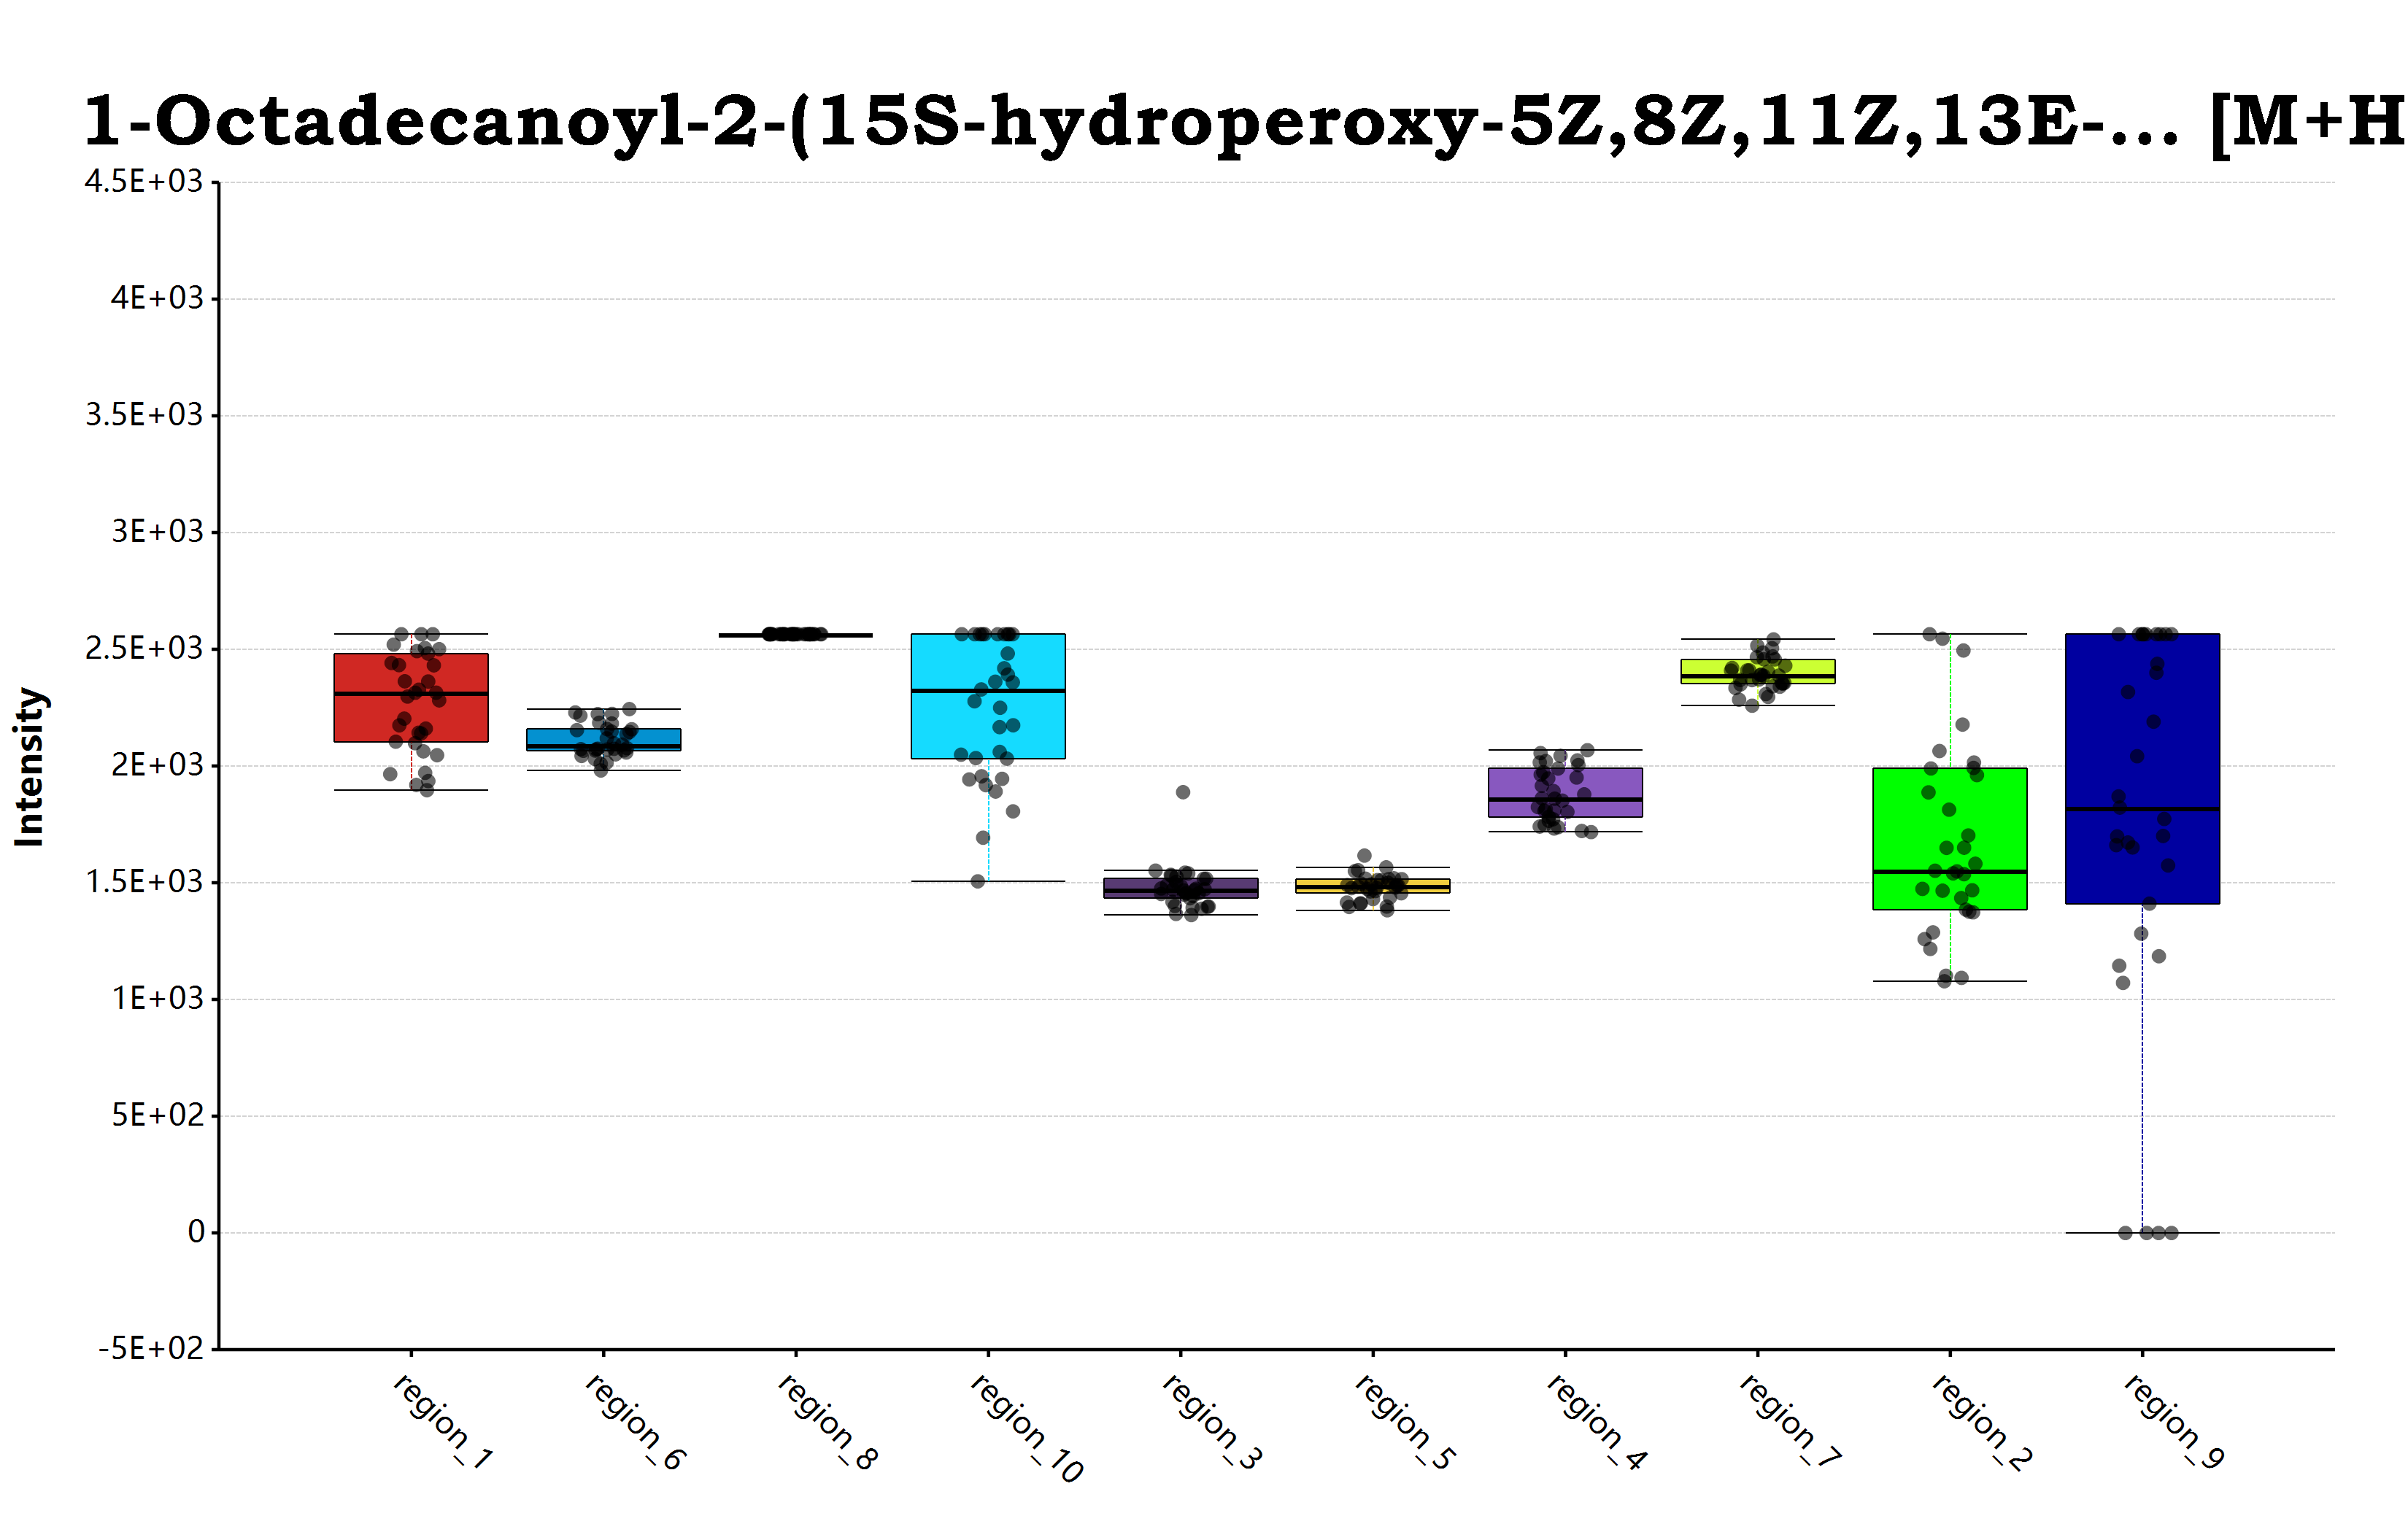 1-Octadecanoyl-2-(15S-hydroperoxy-5Z,8Z,11Z,13E-... [M+H
4.5E+03
4E+03
3.5E+03
3E+03
2.5E+03
2E+03
1.5E+03
1E+03
5E+02
0
-5E+02
Intensity
region_1
region_6
region_8
region_10
region_3
region_5
region_4
region_7
region_2
region_9